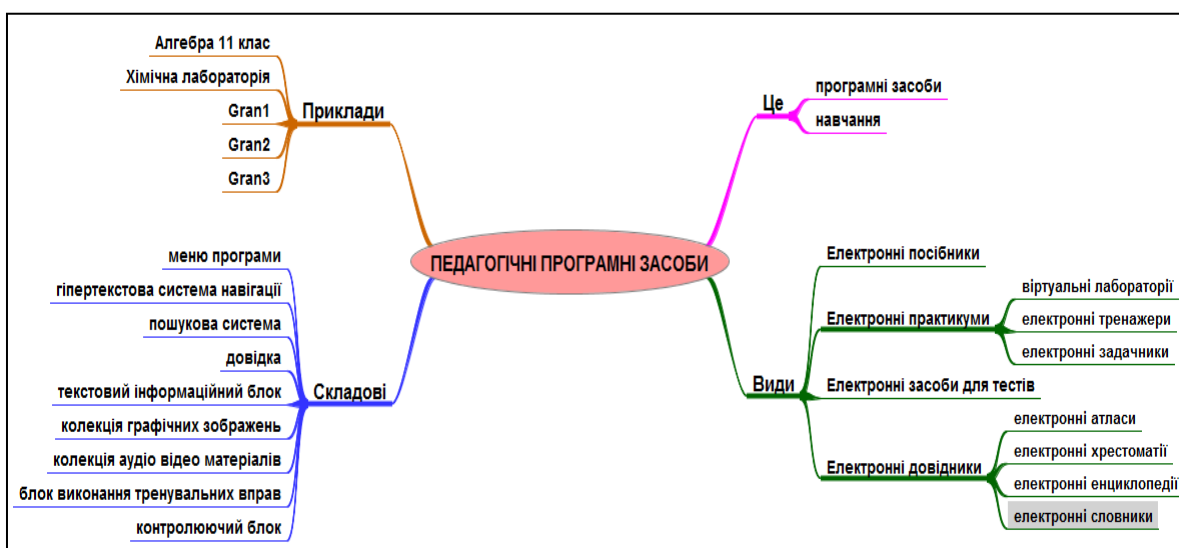 ПЕДАГОГІЧНІ ПРОГРАМНІ ЗАСОБИ
Приклади
Алгебра 11 клас
Хімічна лабораторія
Gran1
Gran2
Gran3
Складові
меню програми
гіпертекстова система навігації
пошукова система
довідка
текстовий інформаційний блок
колекція графічних зображень
колекція аудіо відео матеріалів
блок виконання тренувальних вправ
контролюючий блок
Це
програмні засоби
навчання
Види
Електронні посібники
Електронні практикуми
віртуальні лабораторії
електронні тренажери
електронні задачники
Електронні засоби для тестів
Електронні довідники
електронні атласи
електронні хрестоматії
електронні енциклопедії
електронні словники